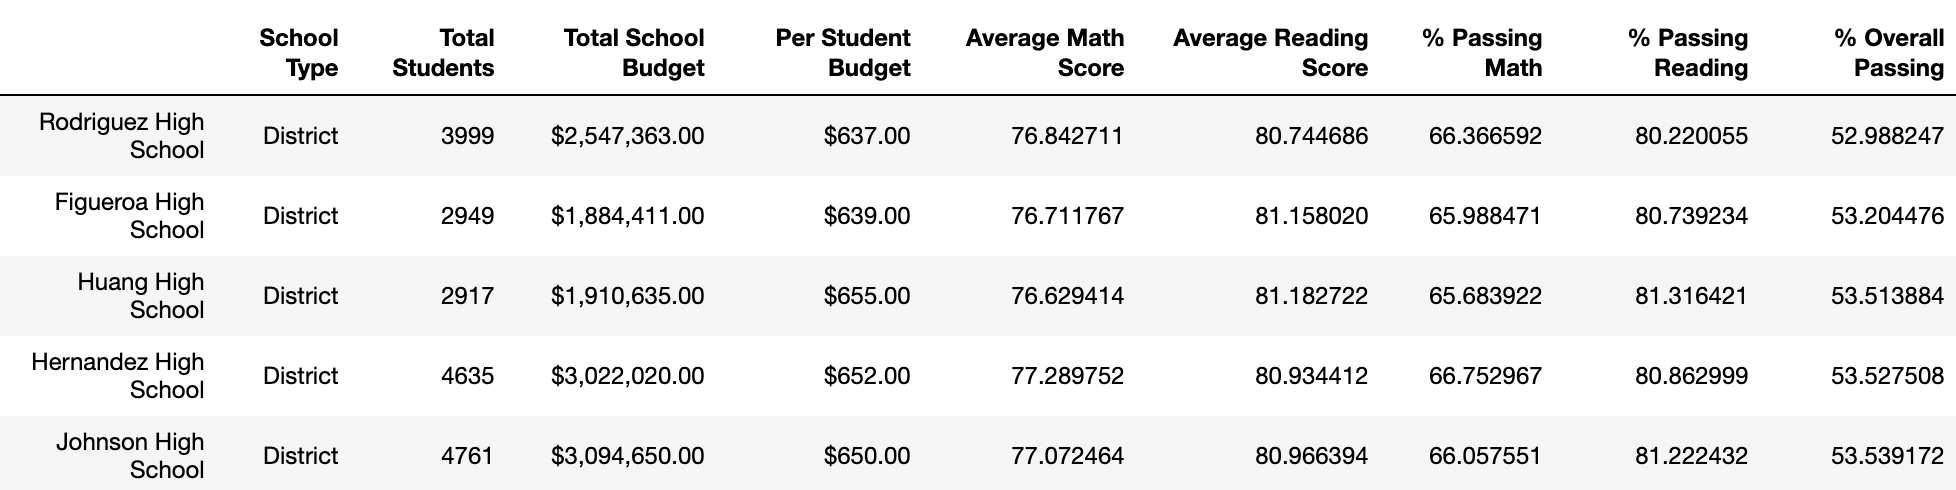 School Type Total Students Total School Budget Per Student Budget Average Math Score Average Reading Score % Passing Math % Passing Reading % Overall Passing
Rodriguez High School District 3999 $2,547,363.00 $637.00 76.842711 80.744686 66.366592 80.220055 52.988247
Figueroa High School District 2949 $1,884,411.00 $639.00 76.711767 81.158020 65.988471 80.739234 53.204476
Huang High School District 2917 $1,910,635.00 $655.00 76.629414 81.182722 65.683922 81.316421 53.513884
Hernandez High School District 4635 $3,022,020.00 $652.00 77.289752 80.934412 66.752967 80.862999 53.527508
Johnson High School District 4761 $3,094,650.00 $650.00 77.072464 80.966394 66.057551 81.222432 53.539172